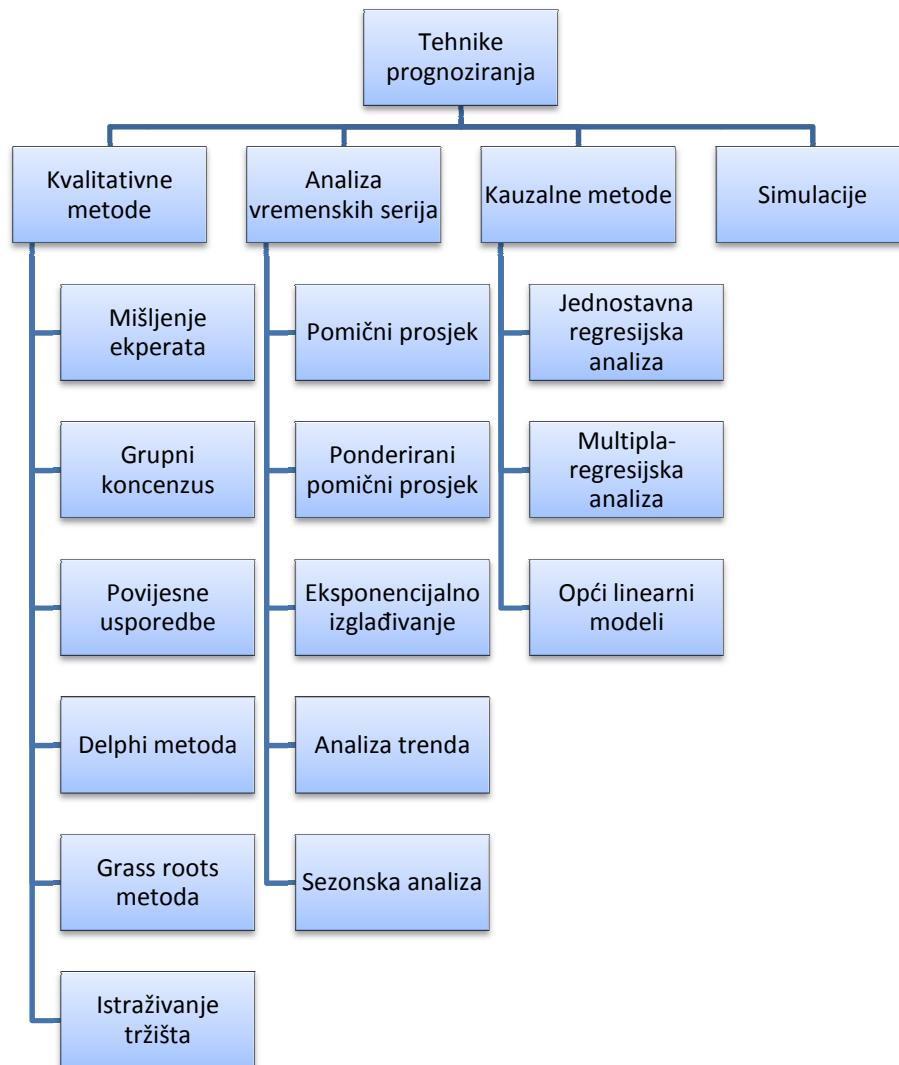 Tehnike
prognoziranja
Kvalitativne
metode
Analiza
vremenskih serija
Kauzalne metode
Simulacije
Mišljenje
ekperata
Grupni
koncenzus
Povijesne
usporedbe
Delphi metoda
Grass roots
metoda
Istraživanje
tržišta
Pomični prosjek
Ponderirani
pomični prosjek
Eksponencijalno
izglađivanje
Analiza trenda
Sezonska analiza
Jednostavna
regresijska
analiza
Multipla-
regresijska
analiza
Opći linearni
modeli